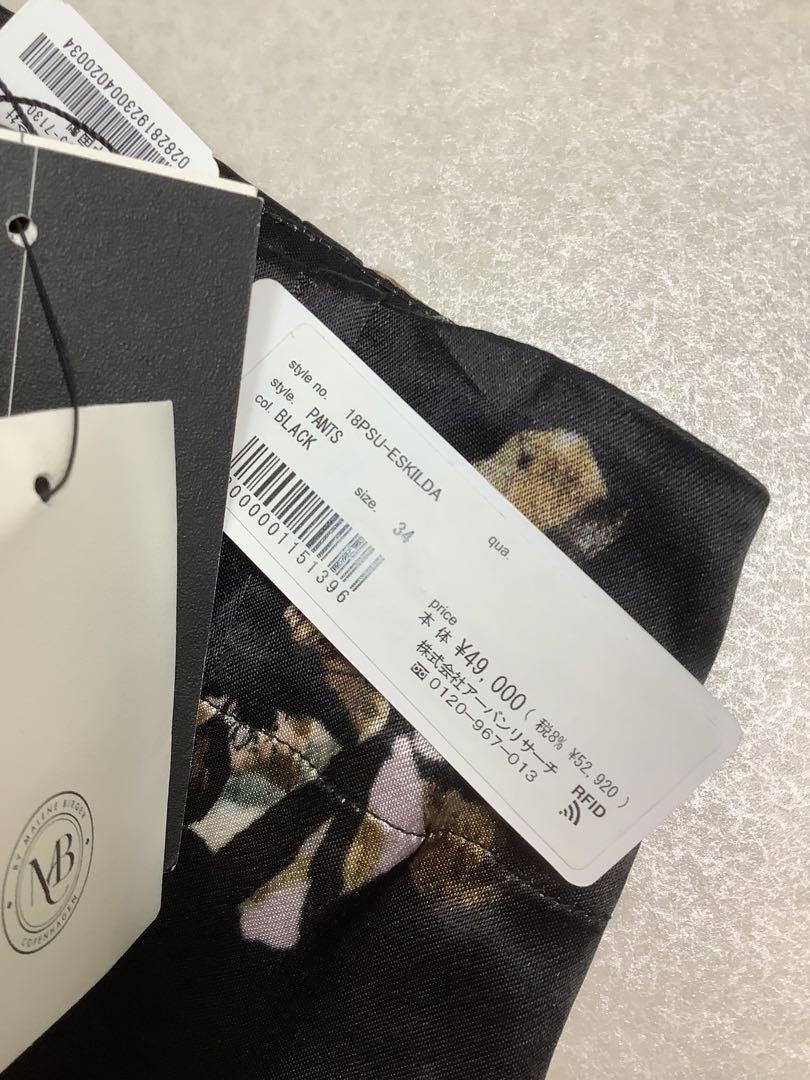 0282819230040200​34
style no. 18PSU-ESKILDA
style. PANTS
col. BLACK
size. 34
qua.
000001151396
price
本体 ¥49,000( 税8% ¥52,920)
株式会社アーバンリサーチ
0120-967-013
RFID
BY MALENE BIRGER
MB
COPENHAGEN